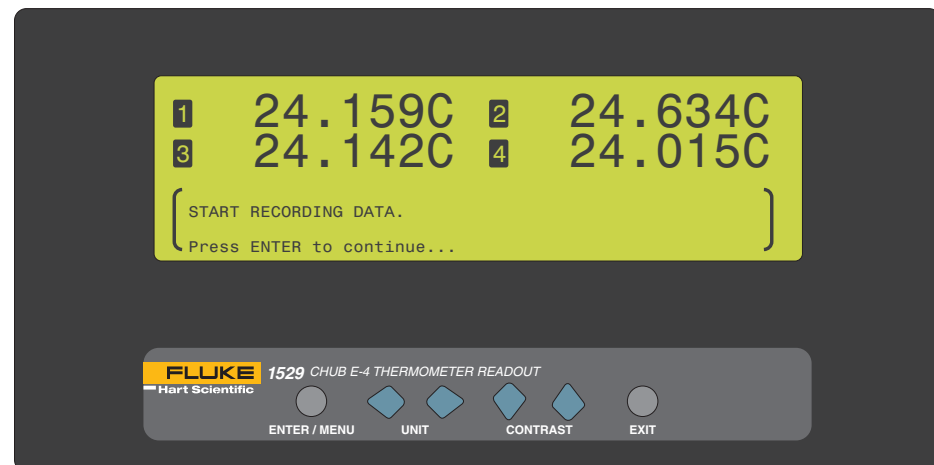 1 24.159C 2 24.634C
3 24.142C 4 24.015C
START RECORDING DATA.
Press ENTER to continue...
FLUKE 1529 CHUB E-4 THERMOMETER READOUT
Hart Scientific
ENTER / MENU UNIT CONTRAST EXIT